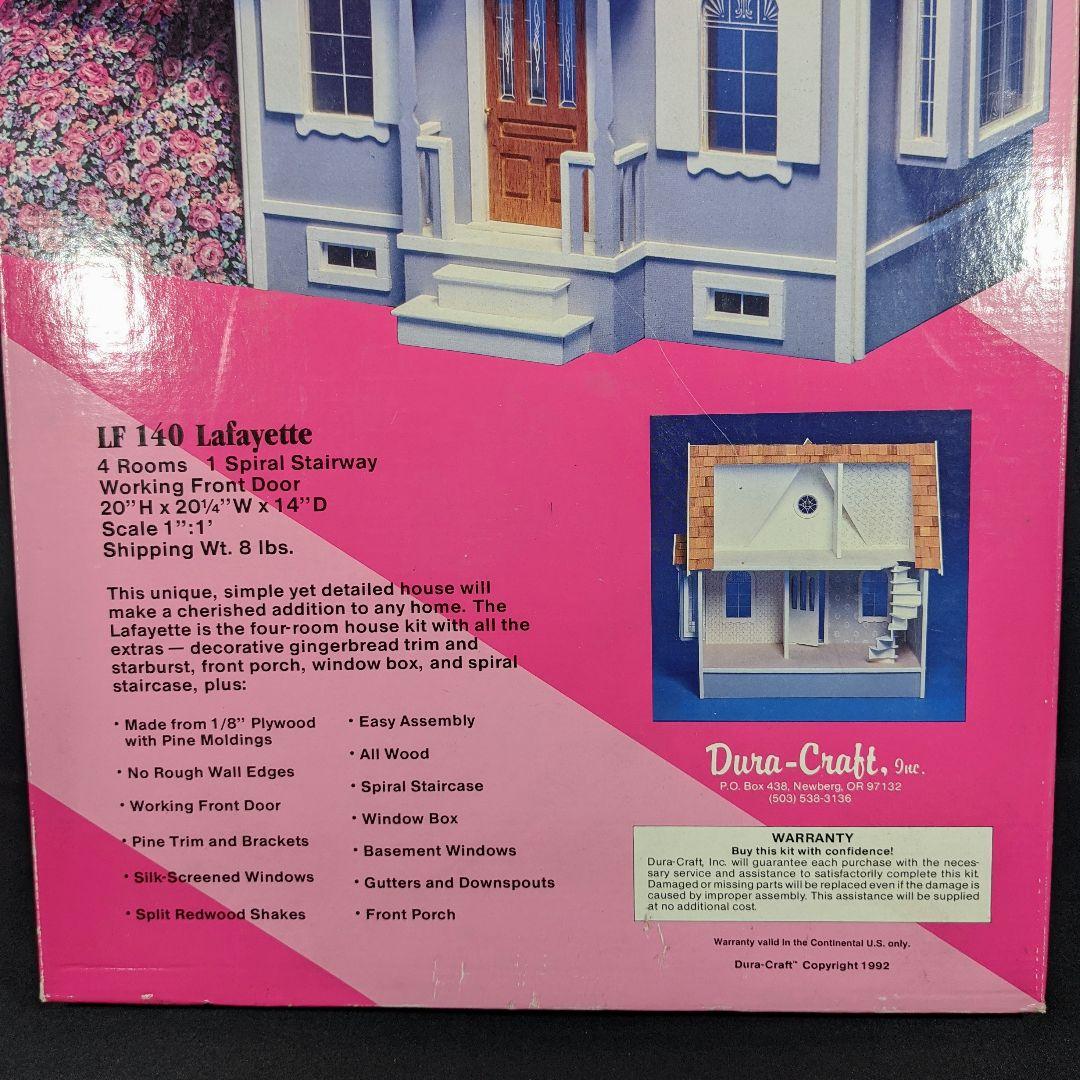 LF 140 Lafayette
4 Rooms 1 Spiral Stairway
Working Front Door
20"H x 20¼"W x 14"D
Scale 1":1'
Shipping Wt. 8 lbs.
This unique, simple yet detailed house will
make a cherished addition to any home. The
Lafayette is the four-room house kit with all the
extras — decorative gingerbread trim and
starburst, front porch, window box, and spiral
staircase, plus:
• Made from 1/8" Plywood
with Pine Moldings
• No Rough Wall Edges
• Working Front Door
• Pine Trim and Brackets
• Silk-Screened Windows
• Split Redwood Shakes
• Easy Assembly
• All Wood
• Spiral Staircase
• Window Box
• Basement Windows
• Gutters and Downspouts
• Front Porch
Dura-Craft, Inc.
P.O. Box 438, Newberg, OR 97132
(503) 538-3136
WARRANTY
Buy this kit with confidence!
Dura-Craft, Inc. will guarantee each purchase with the neces-
sary service and assistance to satisfactorily complete this kit.
Damaged or missing parts will be replaced even if the damage is
caused by improper assembly. This assistance will be supplied
at no additional cost.
Warranty valid in the Continental U.S. only.
Dura-Craft™ Copyright 1992